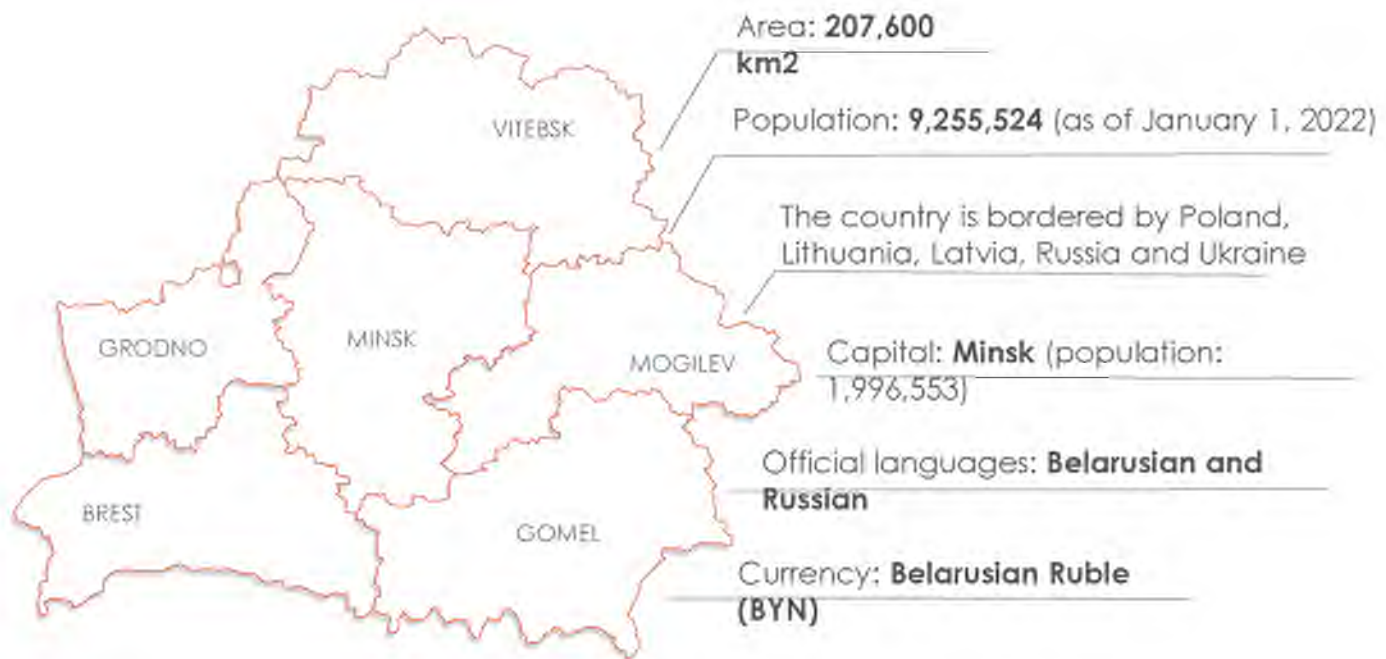 Area: 207,600
km2
VITEBSK
Population: 9,255,524 (as of January 1, 2022)
The country is bordered by Poland,
Lithuania, Latvia, Russia and Ukraine
GRODNO
MINSK
MOGILEV
Capital: Minsk (population:
1,996,553)
Official languages: Belarusian and
Russian
BREST
GOMEL
Currency: Belarusian Ruble
(BYN)